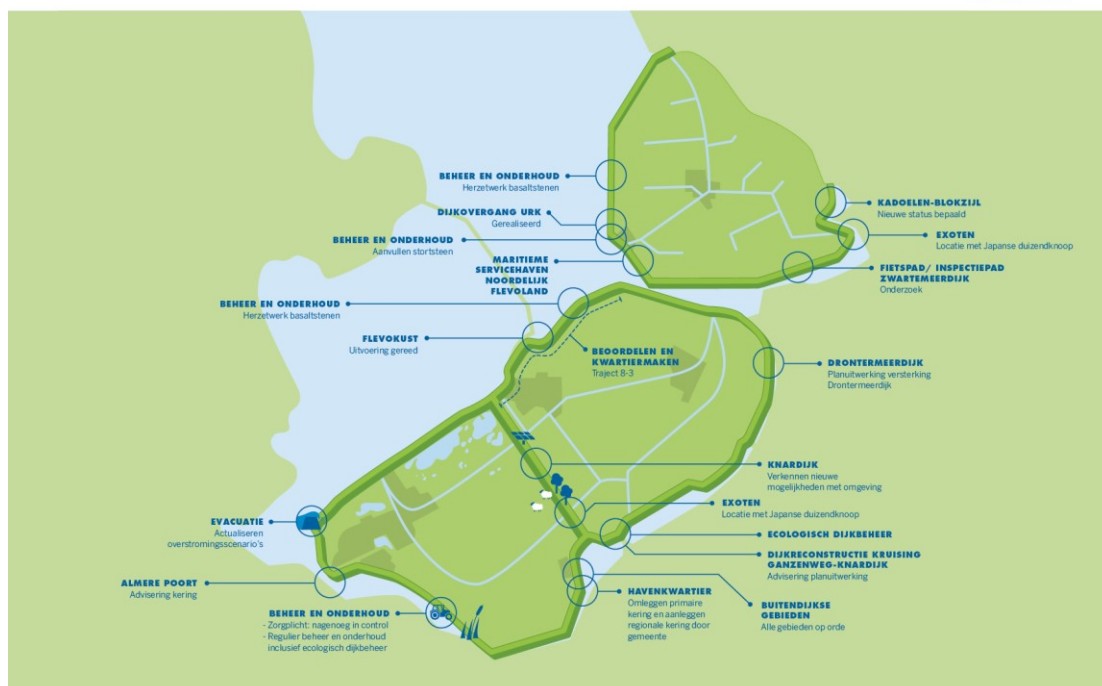 BEHEER EN ONDERHOUD
Herzetwerk basaltstenen
DIJKOVERGANG URK
Gerealiseerd
BEHEER EN ONDERHOUD
Aanvullen stortsteen
MARITIEME
SERVICEHAVEN
NOORDELIJK
FLEVOLAND
BEHEER EN ONDERHOUD
Herzetwerk basaltstenen
FLEVOKUST
Uitvoering gereed
BEOORDELEN EN
KWARTIERMAKEN
Traject 8-3
KADOELEN-BLOKZIJL
Nieuwe status bepaald
EXOTEN
Locatie met Japanse duizendknoop
FIETSPAD/ INSPECTIEPAD
ZWARTEMEERDIJK
Onderzoek
DRONTERMEERDIJK
Planuitwerking versterking
Drontermeerdijk
KNARDIJK
Verkennen nieuwe
mogelijkheden met omgeving
EXOTEN
Locatie met Japanse duizendknoop
ECOLOGISCH DIJKBEHEER
DIJKRECONSTRUCTIE KRUISING
GANZENWEG-KNARDIJK
Advisering planuitwerking
BUITENDIJKSE
GEBIEDEN
Alle gebieden op orde
HAVENKWARTIER
Omleggen primaire
kering en aanleggen
regionale kering door
gemeente
EVACUATIE
Actualiseren
overstromingsscenario's
ALMERE POORT
Advisering kering
BEHEER EN ONDERHOUD
- Zorgplicht: nagenoeg in control
- Regulier beheer en onderhoud
inclusief ecologisch dijkbeheer